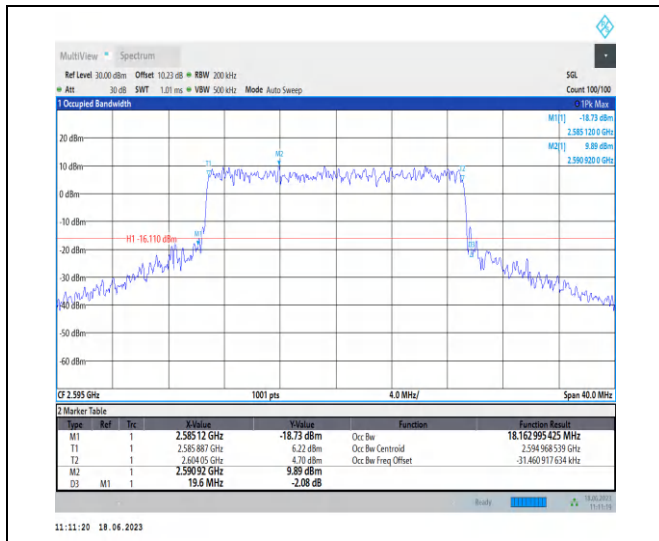 MultiView Spectrum
Ref Level 30.00 dBm Offset 10.23 dB RBW 200 kHz SGL
Att 30 dB SWT 1.01 ms VBW 500 kHz Mode Auto Sweep Count 100/100
1 Occupied Bandwidth 1Pk Max
M1[1] -18.73 dBm
2.585 120 0 GHz
M2[1] 9.89 dBm
2.590 920 0 GHz
20 dBm
M2
T1
10 dBm
0 dBm
-10 dBm
H1 -16.110 dBm
-20 dBm
-30 dBm
-40 dBm
-50 dBm
-60 dBm
CF 2.595 GHz 1001 pts 4.0 MHz/ Span 40.0 MHz
2 Marker Table
Type Ref Trc X-Value Y-Value Function Function Result
M1 1 2.585 12 GHz -18.73 dBm Occ Bw 18.162 995 425 MHz
T1 1 2.585 887 GHz 6.22 dBm Occ Bw Centroid 2.594 968 539 GHz
T2 1 2.604 05 GHz 4.70 dBm Occ Bw Freq Offset -31.460 917 634 kHz
M2 1 2.590 92 GHz 9.89 dBm
D3 M1 1 19.6 MHz -2.08 dB
Ready 18.06.2023
11:11:20 18.06.2023